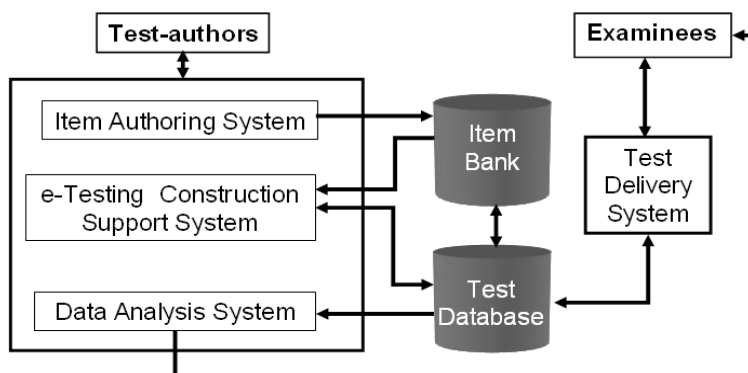 Test-authors
Examinees
Item Authoring System
Item
Bank
e-Testing Construction
Support System
Test
Delivery
System
Data Analysis System
Test
Database